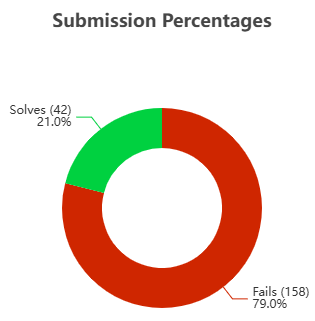 Submission Percentages
Solves (42)
21.0%
Fails (158)
79.0%